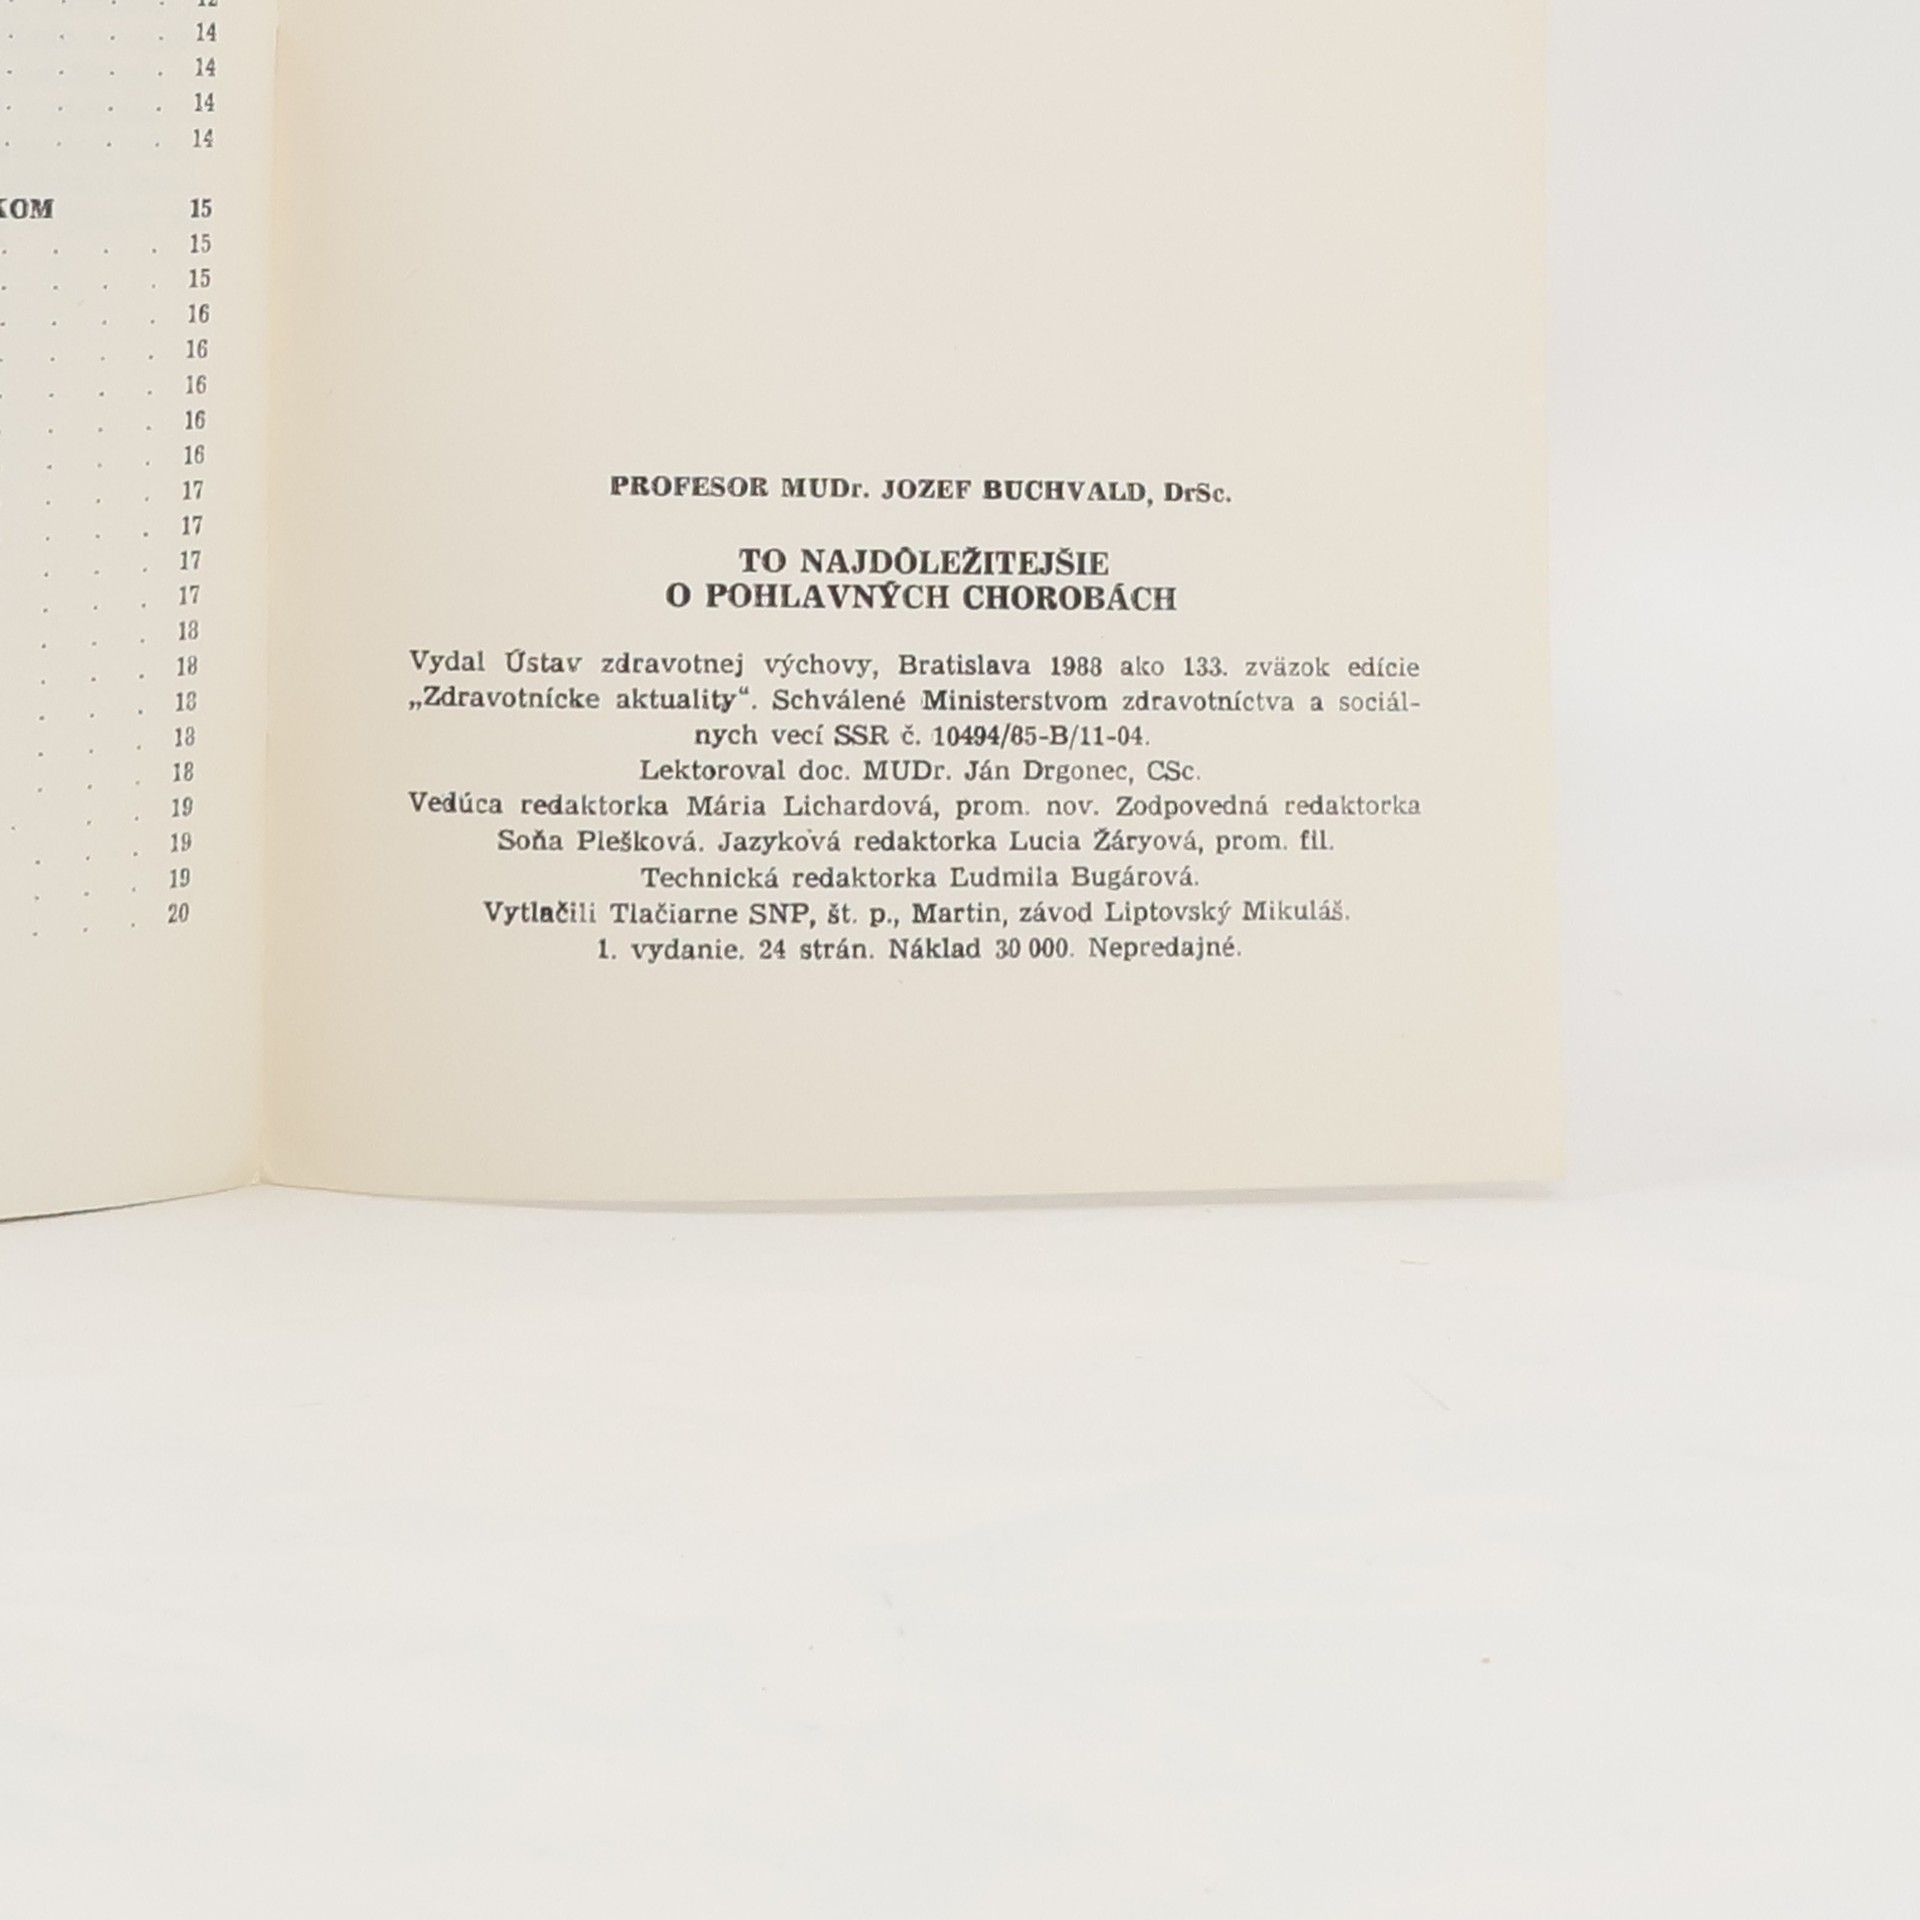 12
14
14
14
14
KOM 15
15
15
16
16
16
16
16
17
17
17
17
18
18
18
18
18
19
19
19
20
PROFESOR MUDr. JOZEF BUCHVALD, DrSc.
TO NAJDÔLEŽITEJŠIE
O POHLAVNÝCH CHOROBÁCH
Vydal Ústav zdravotnej výchovy, Bratislava 1988 ako 133. zväzok edície
„Zdravotnícke aktuality“. Schválené Ministerstvom zdravotníctva a sociál-
nych vecí SSR č. 10494/85-B/11-04.
Lektoroval doc. MUDr. Ján Drgonec, CSc.
Vedúca redaktorka Mária Lichardová, prom. nov. Zodpovedná redaktorka
Soňa Plešková. Jazyková redaktorka Lucia Žáryová, prom. fil.
Technická redaktorka Ľudmila Bugárová.
Vytlačili Tlačiarne SNP, št. p., Martin, závod Liptovský Mikuláš.
1. vydanie. 24 strán. Náklad 30 000. Nepredajné.